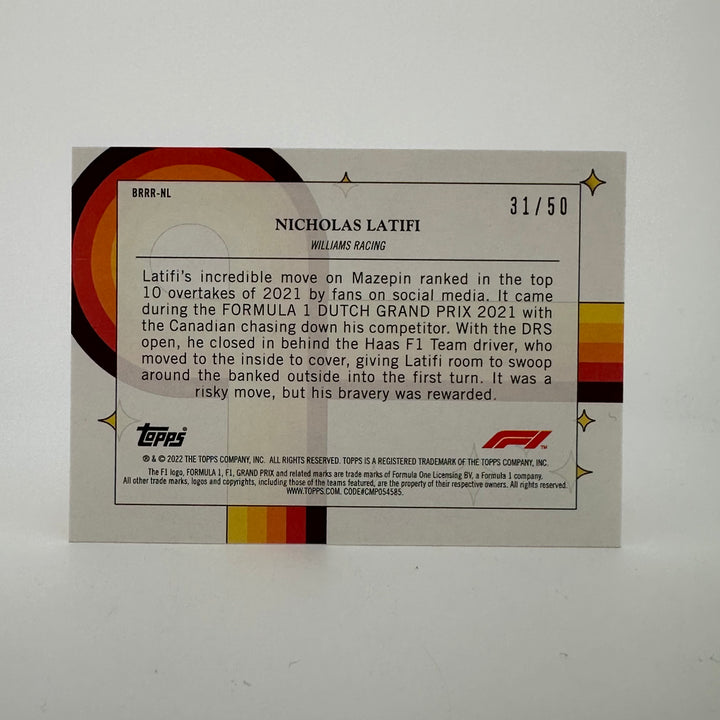 BRRR-NL
31/50
NICHOLAS LATIFI
WILLIAMS RACING
Latifi's incredible move on Mazepin ranked in the top
10 overtakes of 2021 by fans on social media. It came
during the FORMULA 1 DUTCH GRAND PRIX 2021 with
the Canadian chasing down his competitor. With the DRS
open, he closed in behind the Haas F1 Team driver, who
moved to the inside to cover, giving Latifi room to swoop
around the banked outside into the first turn. It was a
risky move, but his bravery was rewarded.
Topps
F1 ™
® & © 2022 THE TOPPS COMPANY, INC. ALL RIGHTS RESERVED. TOPPS IS A REGISTERED TRADEMARK OF THE TOPPS COMPANY, INC.
The F1 logo, FORMULA 1, F1, GRAND PRIX and related marks are trade marks of Formula One Licensing BV, a Formula 1 company.
All other trade marks, logos and copyrights, including those of the teams featured, are the property of their respective owners. All rights reserved.
WWW.TOPPS.COM. CODE#CMP054585.